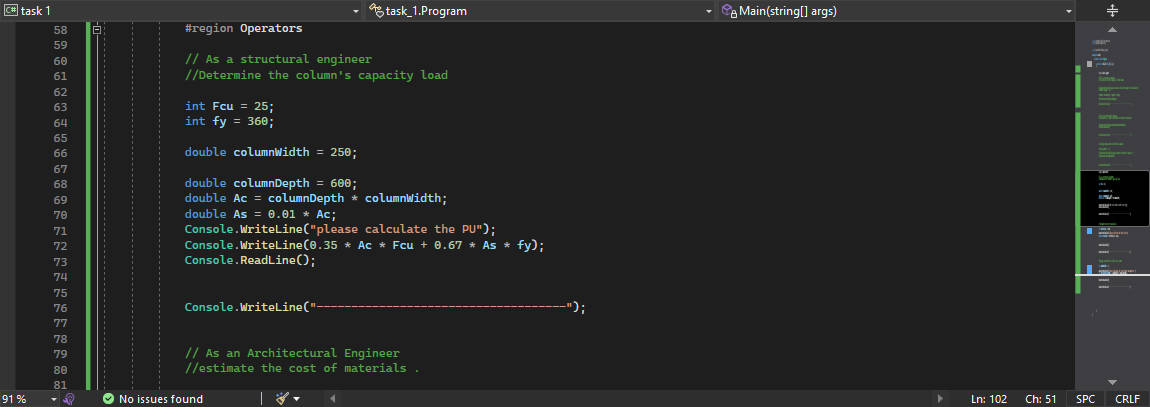 task 1 task_1.Program Main(string[] args)
58 #region Operators
59
60 // As a structural engineer
61 //Determine the column's capacity load
62
63 int Fcu = 25;
64 int fy = 360;
65
66 double columnWidth = 250;
67
68 double columnDepth = 600;
69 double Ac = columnDepth * columnWidth;
70 double As = 0.01 * Ac;
71 Console.WriteLine("please calculate the PU");
72 Console.WriteLine(0.35 * Ac * Fcu + 0.67 * As * fy);
73 Console.ReadLine();
74
75
76 Console.WriteLine("------------------------------------");
77
78
79 // As an Architectural Engineer
80 //estimate the cost of materials .
81
91 % No issues found Ln: 102 Ch: 51 SPC CRLF